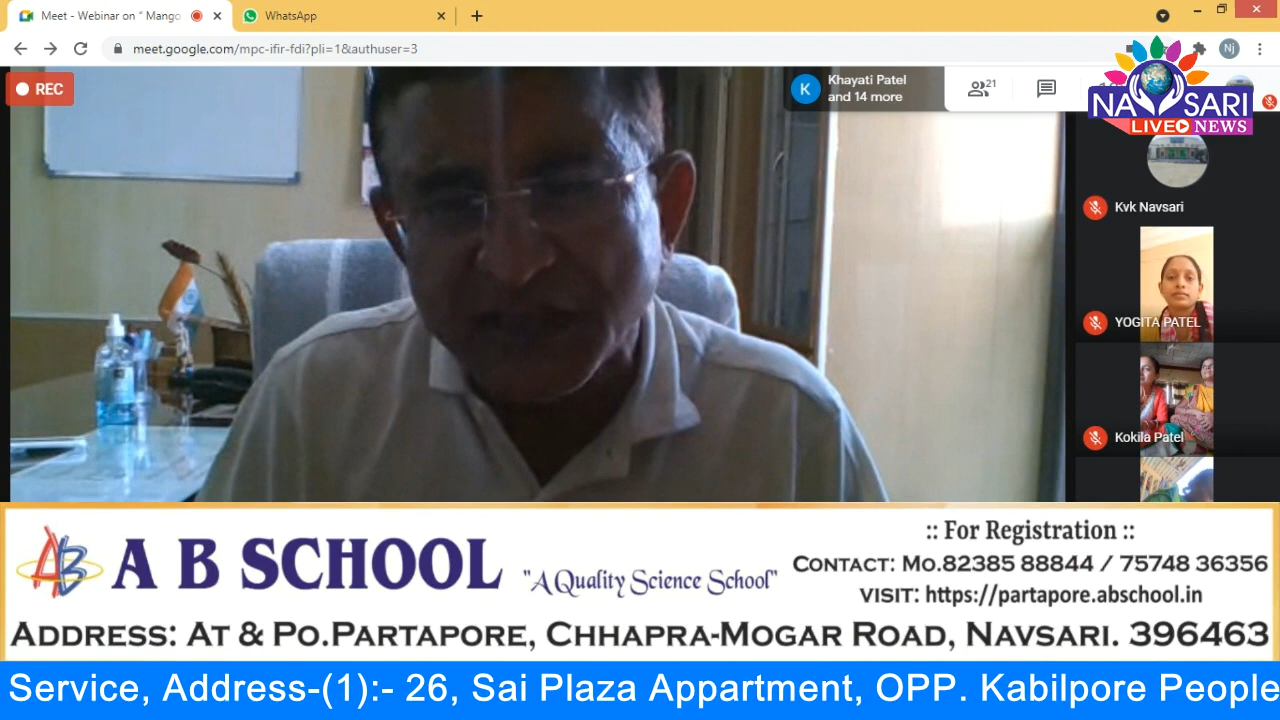 Meet - Webinar on “ Mango
WhatsApp
meet.google.com/mpc-ifir-fdi?pli=1&authuser=3
Nj
REC
K
Khayati Patel
and 14 more
21
NAVSARI
LIVE NEWS
Kvk Navsari
YOGITA PATEL
Kokila Patel
AB
A B SCHOOL
"A Quality Science School"
:: For Registration ::
CONTACT: MO.82385 88844 / 75748 36356
VISIT: https://partapore.abschool.in
ADDRESS: AT & PO.PARTAPORE, CHHAPRA-MOGAR ROAD, NAVSARI. 396463
Service, Address-(1):- 26, Sai Plaza Appartment, OPP. Kabilpore People